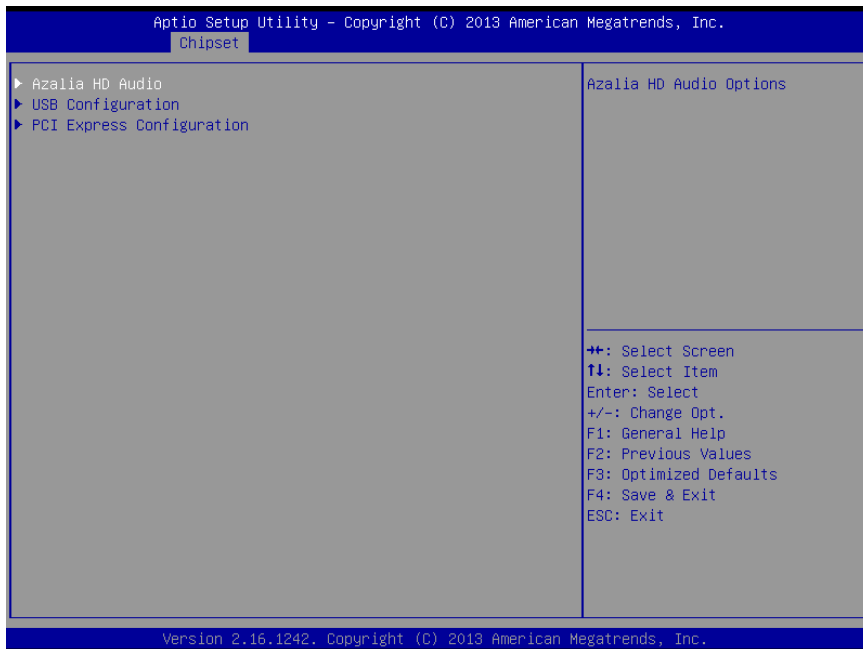 Aptio Setup Utility – Copyright (C) 2013 American Megatrends, Inc.
Chipset
▶ Azalia HD Audio
▶ USB Configuration
▶ PCI Express Configuration
Azalia HD Audio Options
→←: Select Screen
↑↓: Select Item
Enter: Select
+/-: Change Opt.
F1: General Help
F2: Previous Values
F3: Optimized Defaults
F4: Save & Exit
ESC: Exit
Version 2.16.1242. Copyright (C) 2013 American Megatrends, Inc.